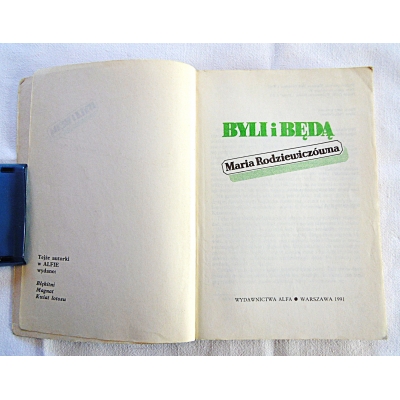 Tejże autorki
w ALFIE
wydano:
Błękitni
Magnat
Kwiat lotosu
BYLI i BĘDĄ
Maria Rodziewiczówna
WYDAWNICTWA ALFA ● WARSZAWA 1991